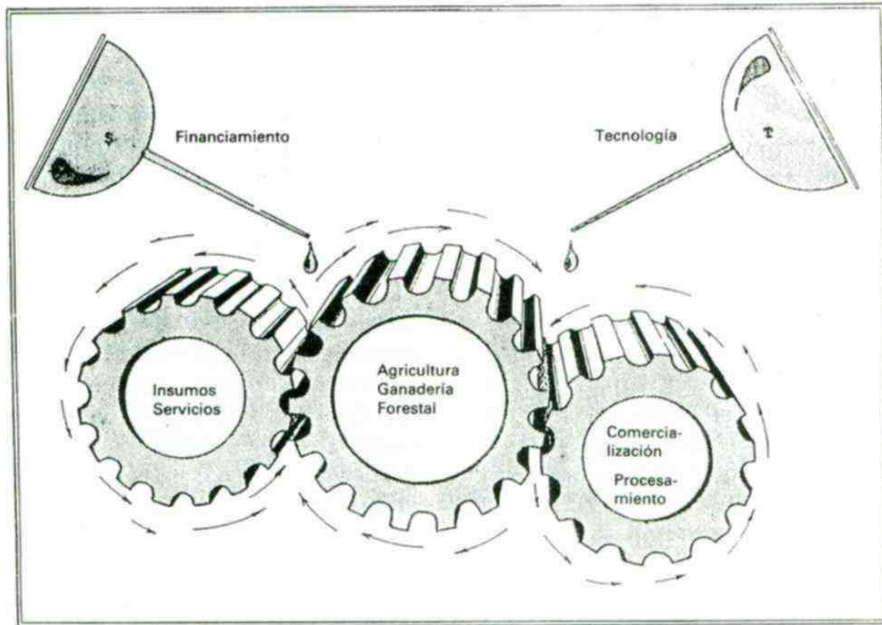 Financiamiento
Tecnología
$
T
Insumos
Servicios
Agricultura
Ganadería
Forestal
Comercia-
lización
Procesa-
miento